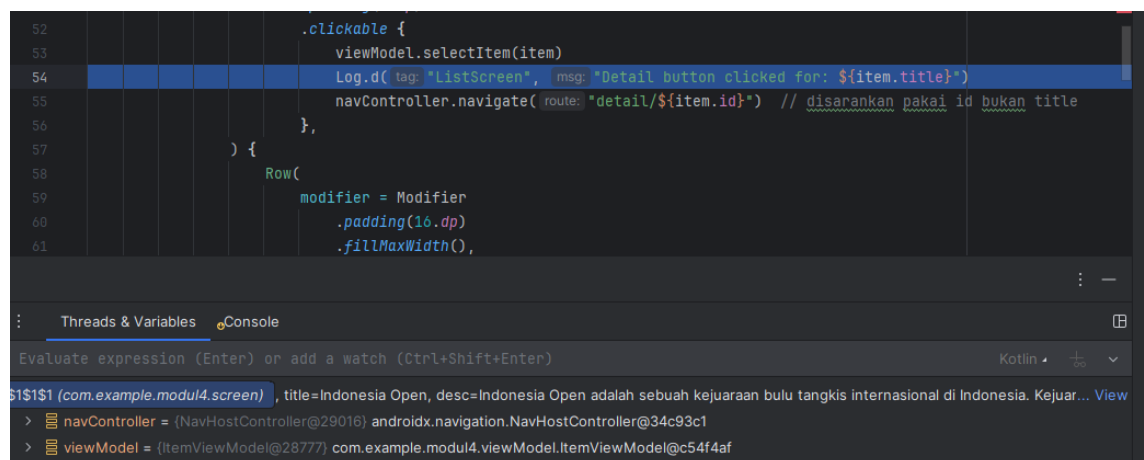 52 .clickable {
53 viewModel.selectItem(item)
54 Log.d( tag: "ListScreen", msg: "Detail button clicked for: ${item.title}")
55 navController.navigate( route: "detail/${item.id}") // disarankan pakai id bukan title
56 },
57 ) {
58 Row(
59 modifier = Modifier
60 .padding(16.dp)
61 .fillMaxWidth(),
Threads & Variables Console
Evaluate expression (Enter) or add a watch (Ctrl+Shift+Enter) Kotlin
$1$1$1 (com.example.modul4.screen) , title=Indonesia Open, desc=Indonesia Open adalah sebuah kejuaraan bulu tangkis internasional di Indonesia. Kejuar... View
navController = {NavHostController@29016} androidx.navigation.NavHostController@34c93c1
viewModel = {ItemViewModel@28777} com.example.modul4.viewModel.ItemViewModel@c54f4af